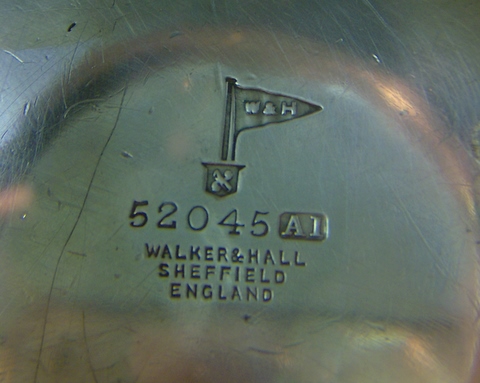 W&H
52045 A1
WALKER&HALL
SHEFFIELD
ENGLAND